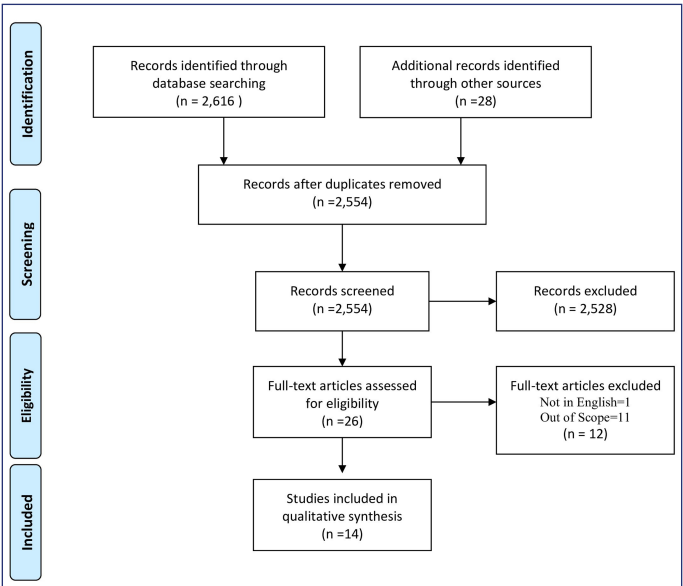 Identification
Records identified through
database searching
(n = 2,616 )
Additional records identified
through other sources
(n =28)
Records after duplicates removed
(n =2,554)
Screening
Records screened
(n =2,554)
Records excluded
(n = 2,528)
Eligibility
Full-text articles assessed
for eligibility
(n =26)
Full-text articles excluded
Not in English=1
Out of Scope=11
(n = 12)
Included
Studies included in
qualitative synthesis
(n =14)